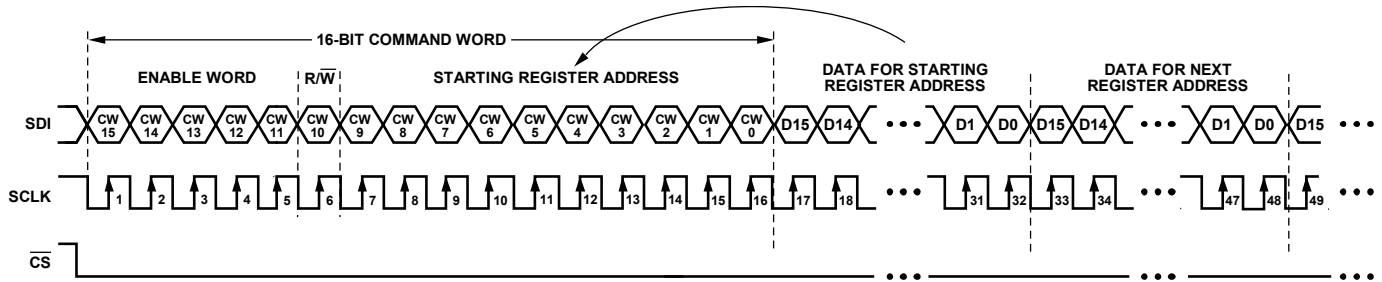 16-BIT COMMAND WORD
ENABLE WORD R/W̅ STARTING REGISTER ADDRESS DATA FOR STARTING REGISTER ADDRESS DATA FOR NEXT REGISTER ADDRESS
SDI CW 15 CW 14 CW 13 CW 12 CW 11 CW 10 CW 9 CW 8 CW 7 CW 6 CW 5 CW 4 CW 3 CW 2 CW 1 CW 0 D15 D14 ••• D1 D0 D15 D14 ••• D1 D0 D15 •••
SCLK 1 2 3 4 5 6 7 8 9 10 11 12 13 14 15 16 17 18 ••• 31 32 33 34 ••• 47 48 49 •••
C̅S̅ ••• ••• •••